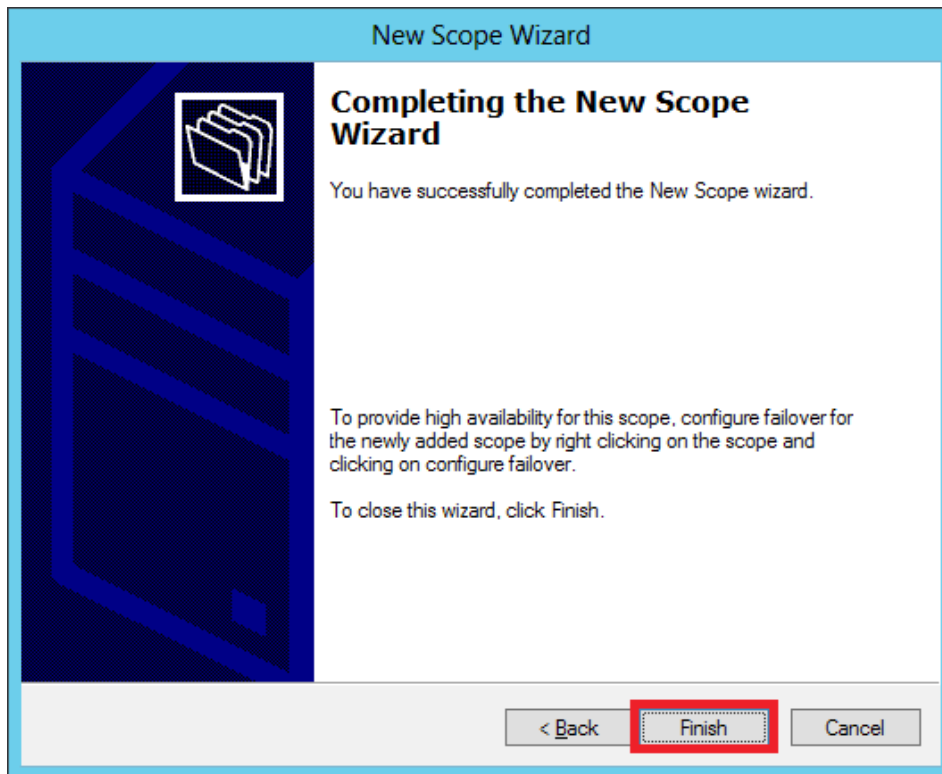 New Scope Wizard
Completing the New Scope
Wizard
You have successfully completed the New Scope wizard.
To provide high availability for this scope, configure failover for
the newly added scope by right clicking on the scope and
clicking on configure failover.
To close this wizard, click Finish.
< Back
Finish
Cancel